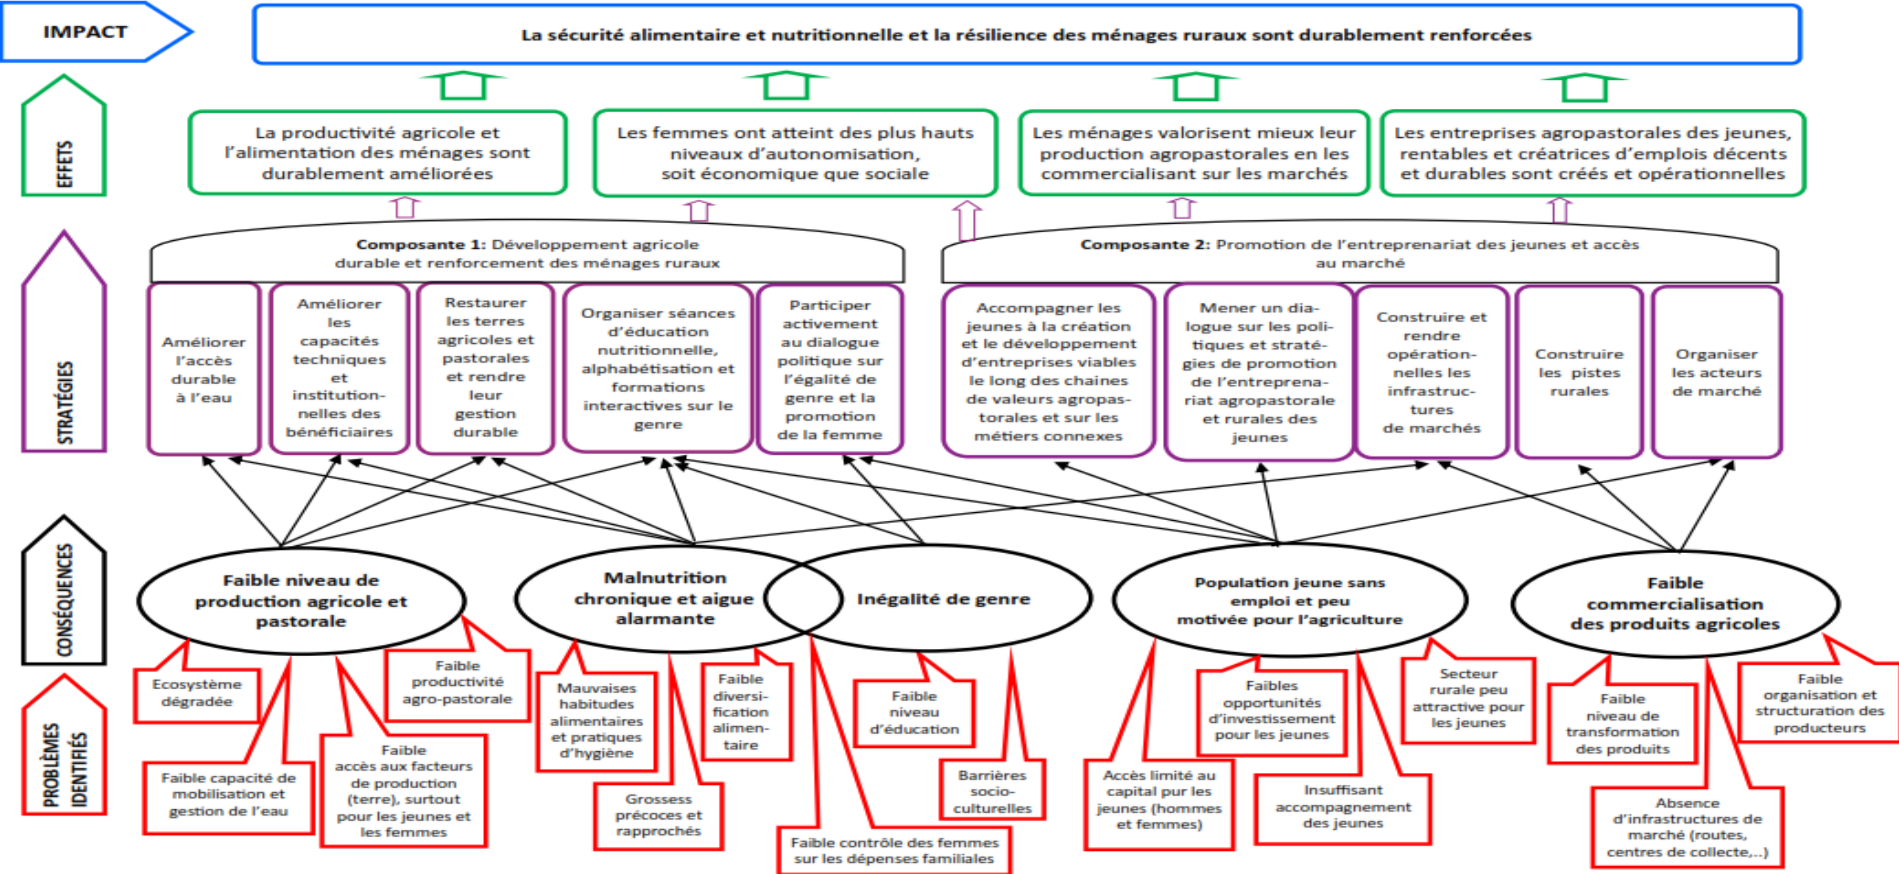 IMPACT
La sécurité alimentaire et nutritionnelle et la résilience des ménages ruraux sont durablement renforcées
EFFETS
La productivité agricole et
l'alimentation des ménages sont
durablement améliorées
Les femmes ont atteint des plus hauts
niveaux d'autonomisation,
soit économique que sociale
Les ménages valorisent mieux leur
production agropastorales en les
commercialisant sur les marchés
Les entreprises agropastorales des jeunes,
rentables et créatrices d'emplois décents
et durables sont créés et opérationnelles
STRATÉGIES
Composante 1: Développement agricole
durable et renforcement des ménages ruraux
Composante 2: Promotion de l'entreprenariat des jeunes et accès
au marché
Améliorer
l'accès
durable
à l'eau
Améliorer
les
capacités
techniques
et
institution-
nelles des
bénéficiaires
Restaurer
les terres
agricoles et
pastorales
et rendre
leur
gestion
durable
Organiser séances
d'éducation
nutritionnelle,
alphabétisation et
formations
interactives sur le
genre
Participer
activement
au dialogue
politique sur
l'égalité de
genre et la
promotion
de la femme
Accompagner les
jeunes à la création
et le développement
d'entreprises viables
le long des chaines
de valeurs agropas-
torales et sur les
métiers connexes
Mener un dia-
logue sur les poli-
tiques et straté-
gies de promotion
de l'entreprena-
riat agropastorale
et rurales des
jeunes
Construire et
rendre
opération-
nelles les
infrastruc-
tures
de marchés
Construire
les pistes
rurales
Organiser
les acteurs
de marché
CONSÉQUENCES
Faible niveau de
production agricole et
pastorale
Malnutrition
chronique et aigue
alarmante
Inégalité de genre
Population jeune sans
emploi et peu
motivée pour l'agriculture
Faible
commercialisation
des produits agricoles
PROBLÈMES
IDENTIFIÉS
Ecosystème
dégradée
Faible capacité de
mobilisation et
gestion de l'eau
Faible
accès aux facteurs
de production
(terre), surtout
pour les jeunes et
les femmes
Faible
productivité
agro-pastorale
Mauvaises
habitudes
alimentaires
et pratiques
d'hygiène
Grossess
précoces et
rapprochés
Faible
diversi-
fication
alimen-
taire
Faible contrôle des femmes
sur les dépenses familiales
Faible
niveau
d'éducation
Barrières
socio-
culturelles
Accès limité au
capital pur les
jeunes (hommes
et femmes)
Faibles
opportunités
d'investissement
pour les jeunes
Insuffisant
accompagnement
des jeunes
Secteur
rurale peu
attractive pour
les jeunes
Faible
niveau de
transformation
des produits
Absence
d'infrastructures de
marché (routes,
centres de collecte,..)
Faible
organisation et
structuration des
producteurs